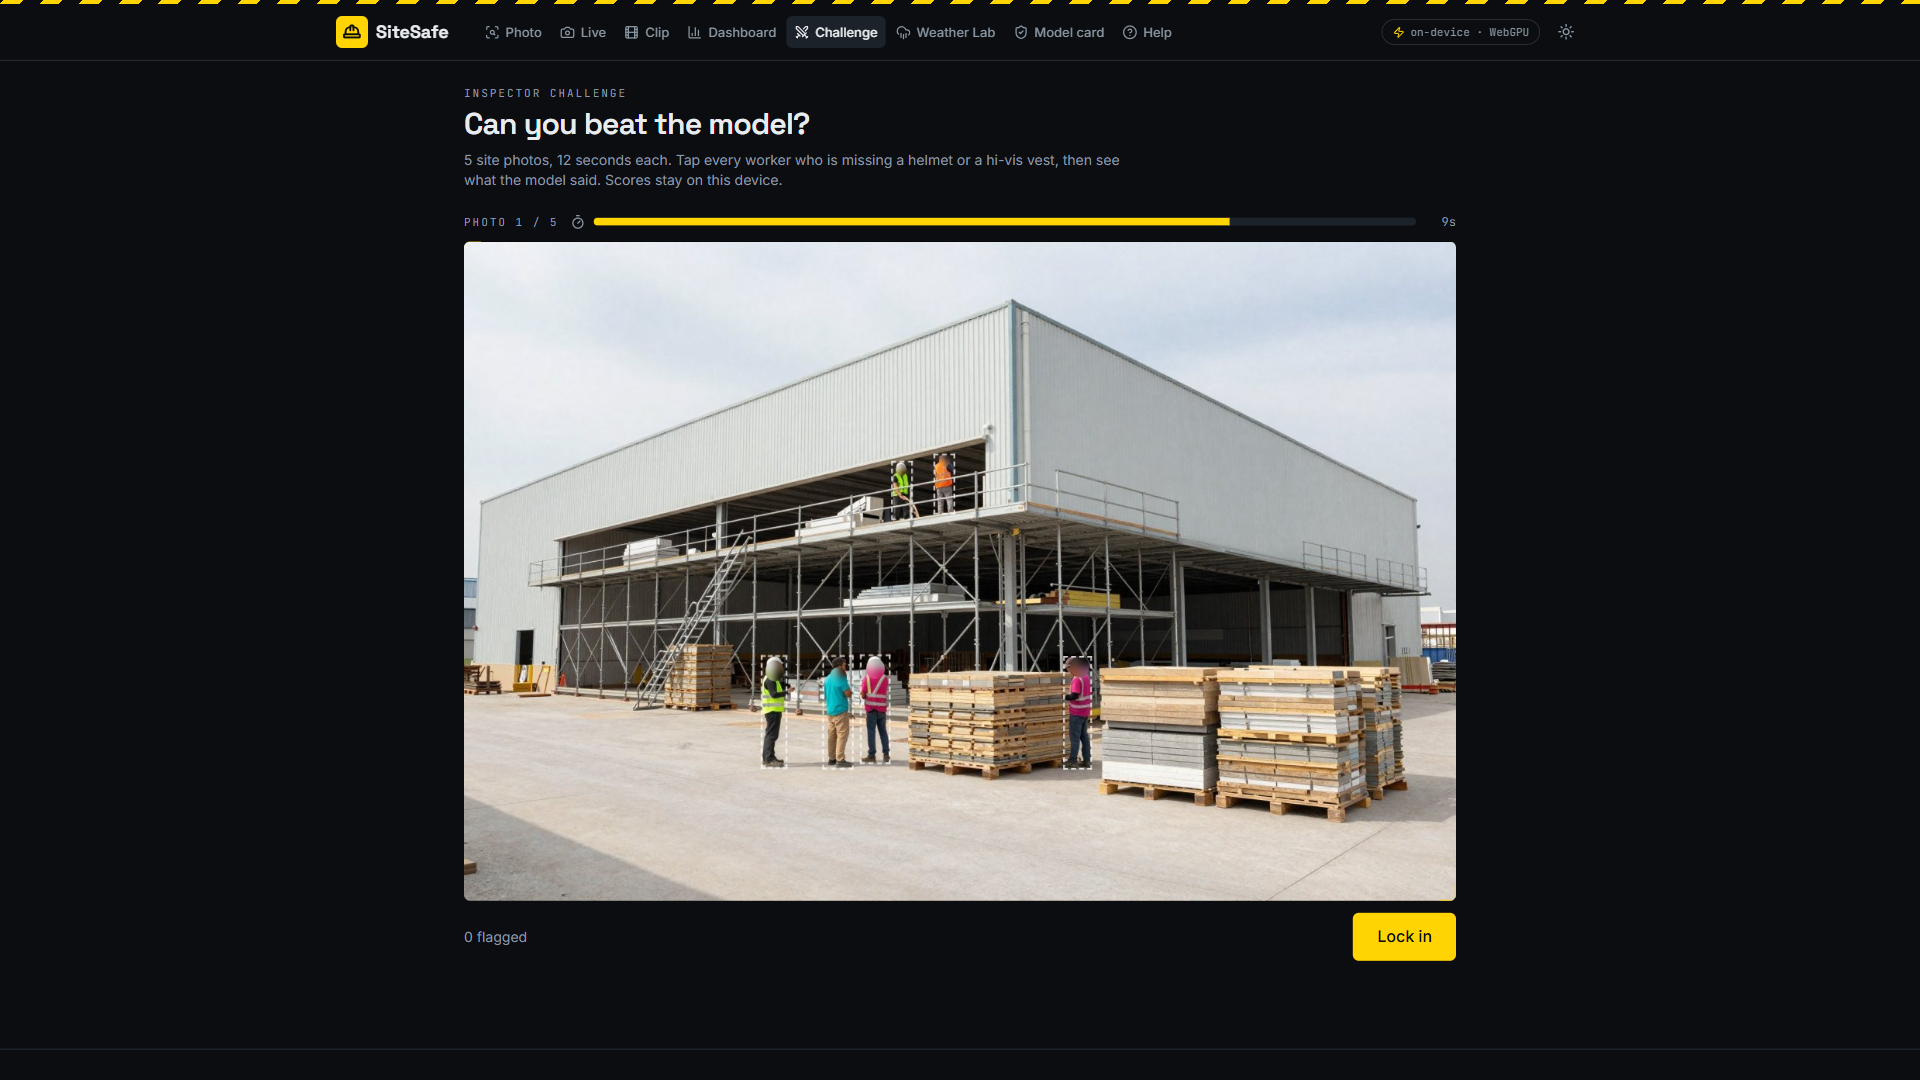 SiteSafe
Photo
Live
Clip
Dashboard
Challenge
Weather Lab
Model card
Help
on-device · WebGPU
INSPECTOR CHALLENGE
Can you beat the model?
5 site photos, 12 seconds each. Tap every worker who is missing a helmet or a hi-vis vest, then see
what the model said. Scores stay on this device.
PHOTO 1 / 5
9s
0 flagged
Lock in